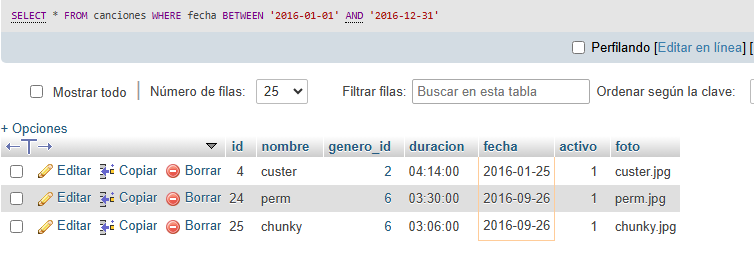 SELECT * FROM canciones WHERE fecha BETWEEN '2016-01-01' AND '2016-12-31'
Perfilando [Editar en línea] [
Mostrar todo Número de filas: 25 Filtrar filas: Buscar en esta tabla Ordenar según la clave:
+ Opciones
←T→ id nombre genero_id duracion fecha activo foto
Editar Copiar Borrar 4 custer 2 04:14:00 2016-01-25 1 custer.jpg
Editar Copiar Borrar 24 perm 6 03:30:00 2016-09-26 1 perm.jpg
Editar Copiar Borrar 25 chunky 6 03:06:00 2016-09-26 1 chunky.jpg